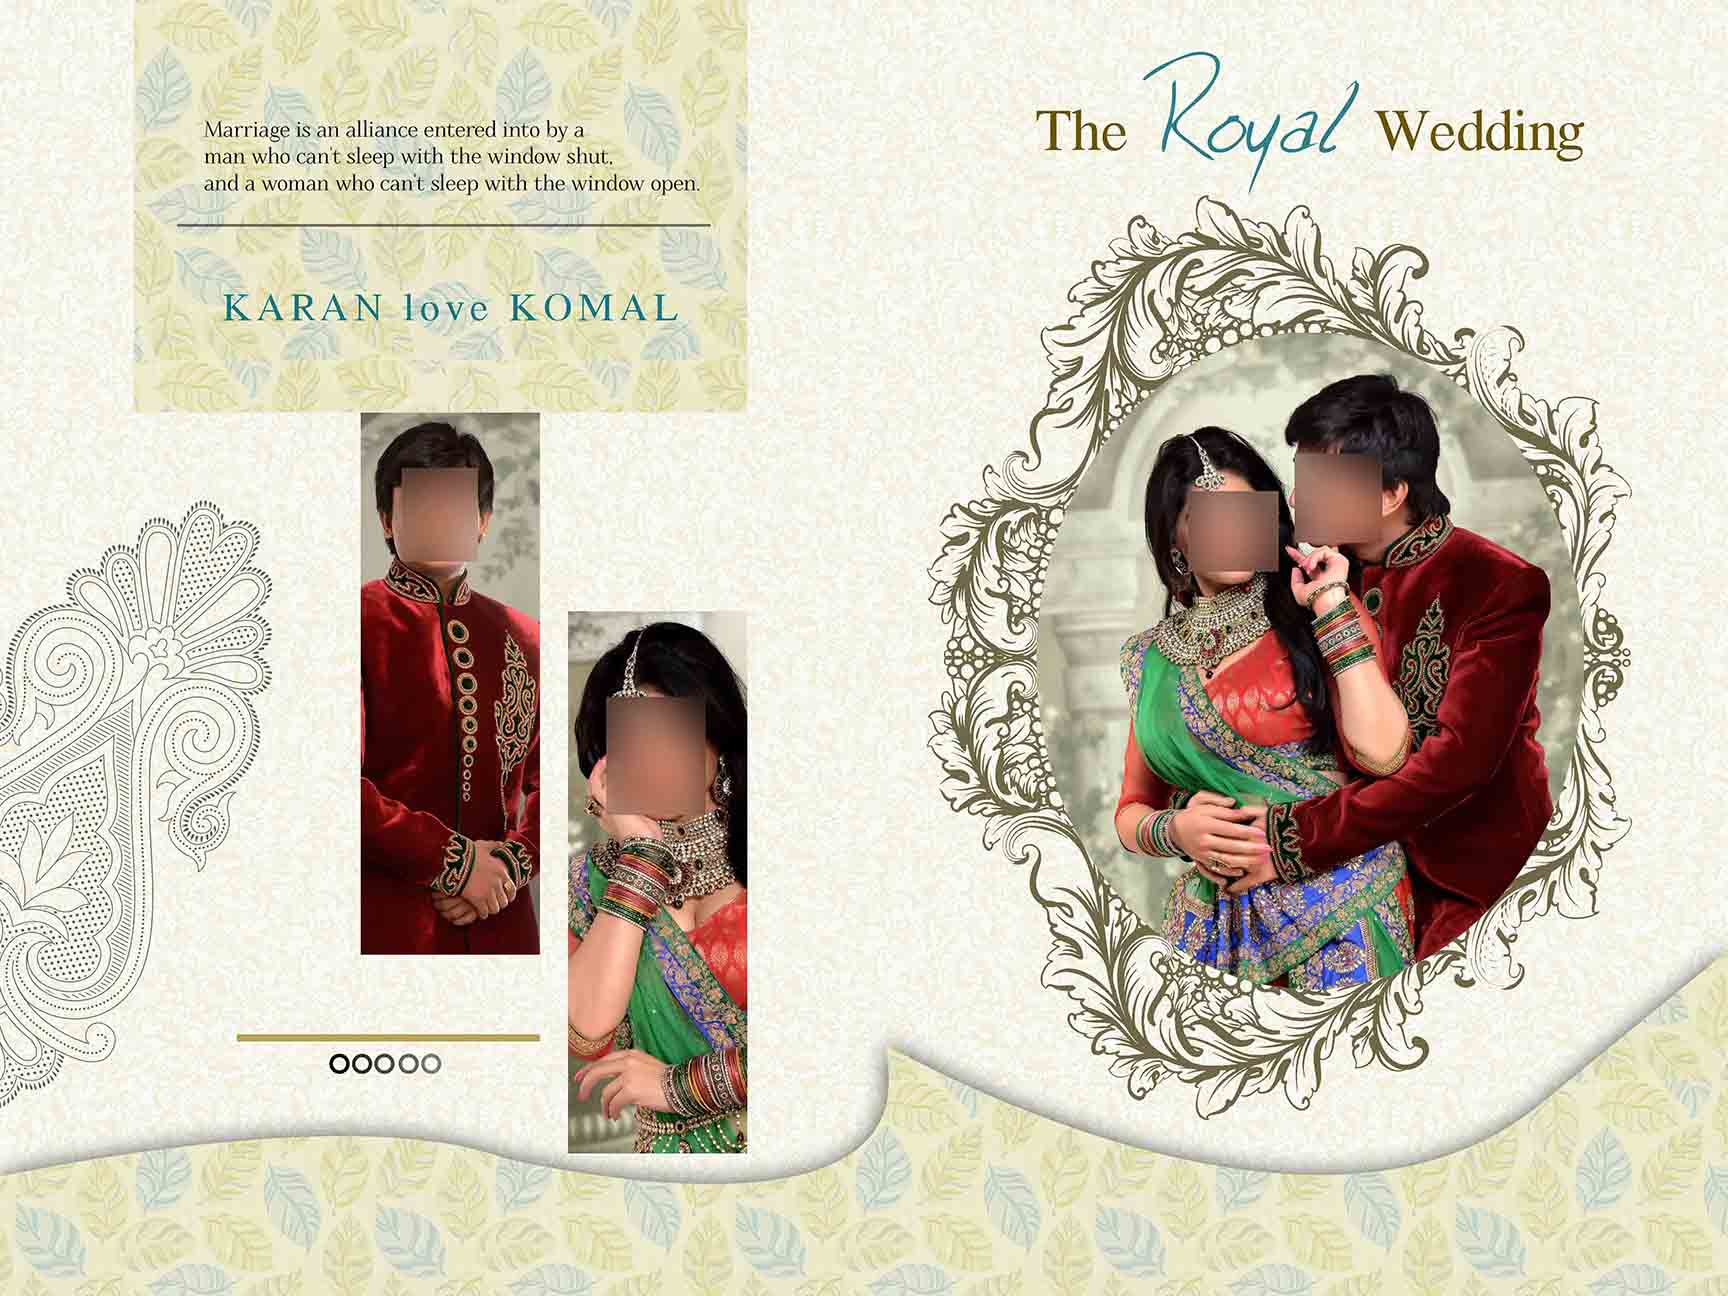 Marriage is an alliance entered into by a
man who can't sleep with the window shut,
and a woman who can't sleep with the window open.
KARAN love KOMAL
The Royal Wedding